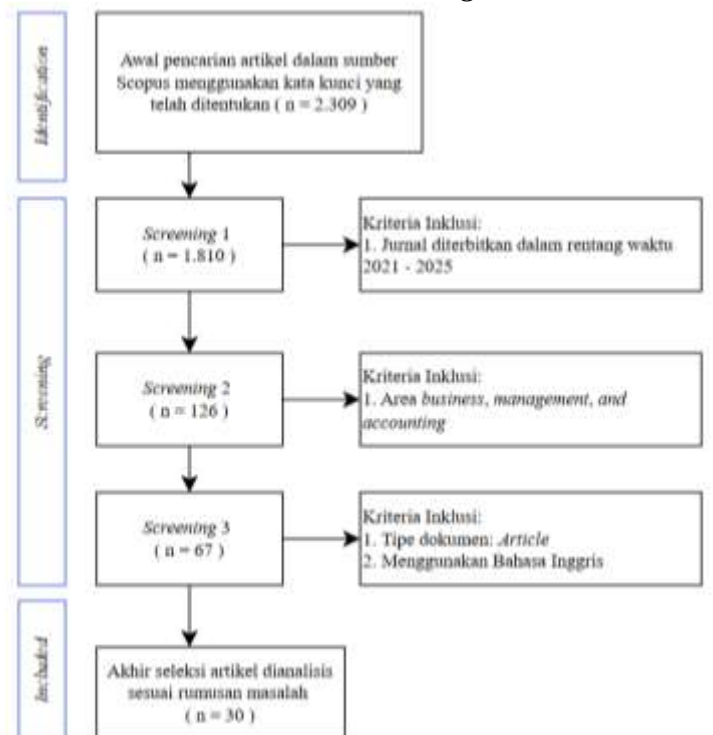 Identification
Awal pencarian artikel dalam sumber
Scopus menggunakan kata kunci yang
telah ditentukan ( n = 2.309 )
Screening
Screening 1
( n = 1.810 )
Kriteria Inklusi:
1. Jurnal diterbitkan dalam rentang waktu
2021 - 2025
Screening 2
( n = 126 )
Kriteria Inklusi:
1. Area business, management, and
accounting
Screening 3
( n = 67 )
Kriteria Inklusi:
1. Tipe dokumen: Article
2. Menggunakan Bahasa Inggris
Included
Akhir seleksi artikel dianalisis
sesuai rumusan masalah
( n = 30 )